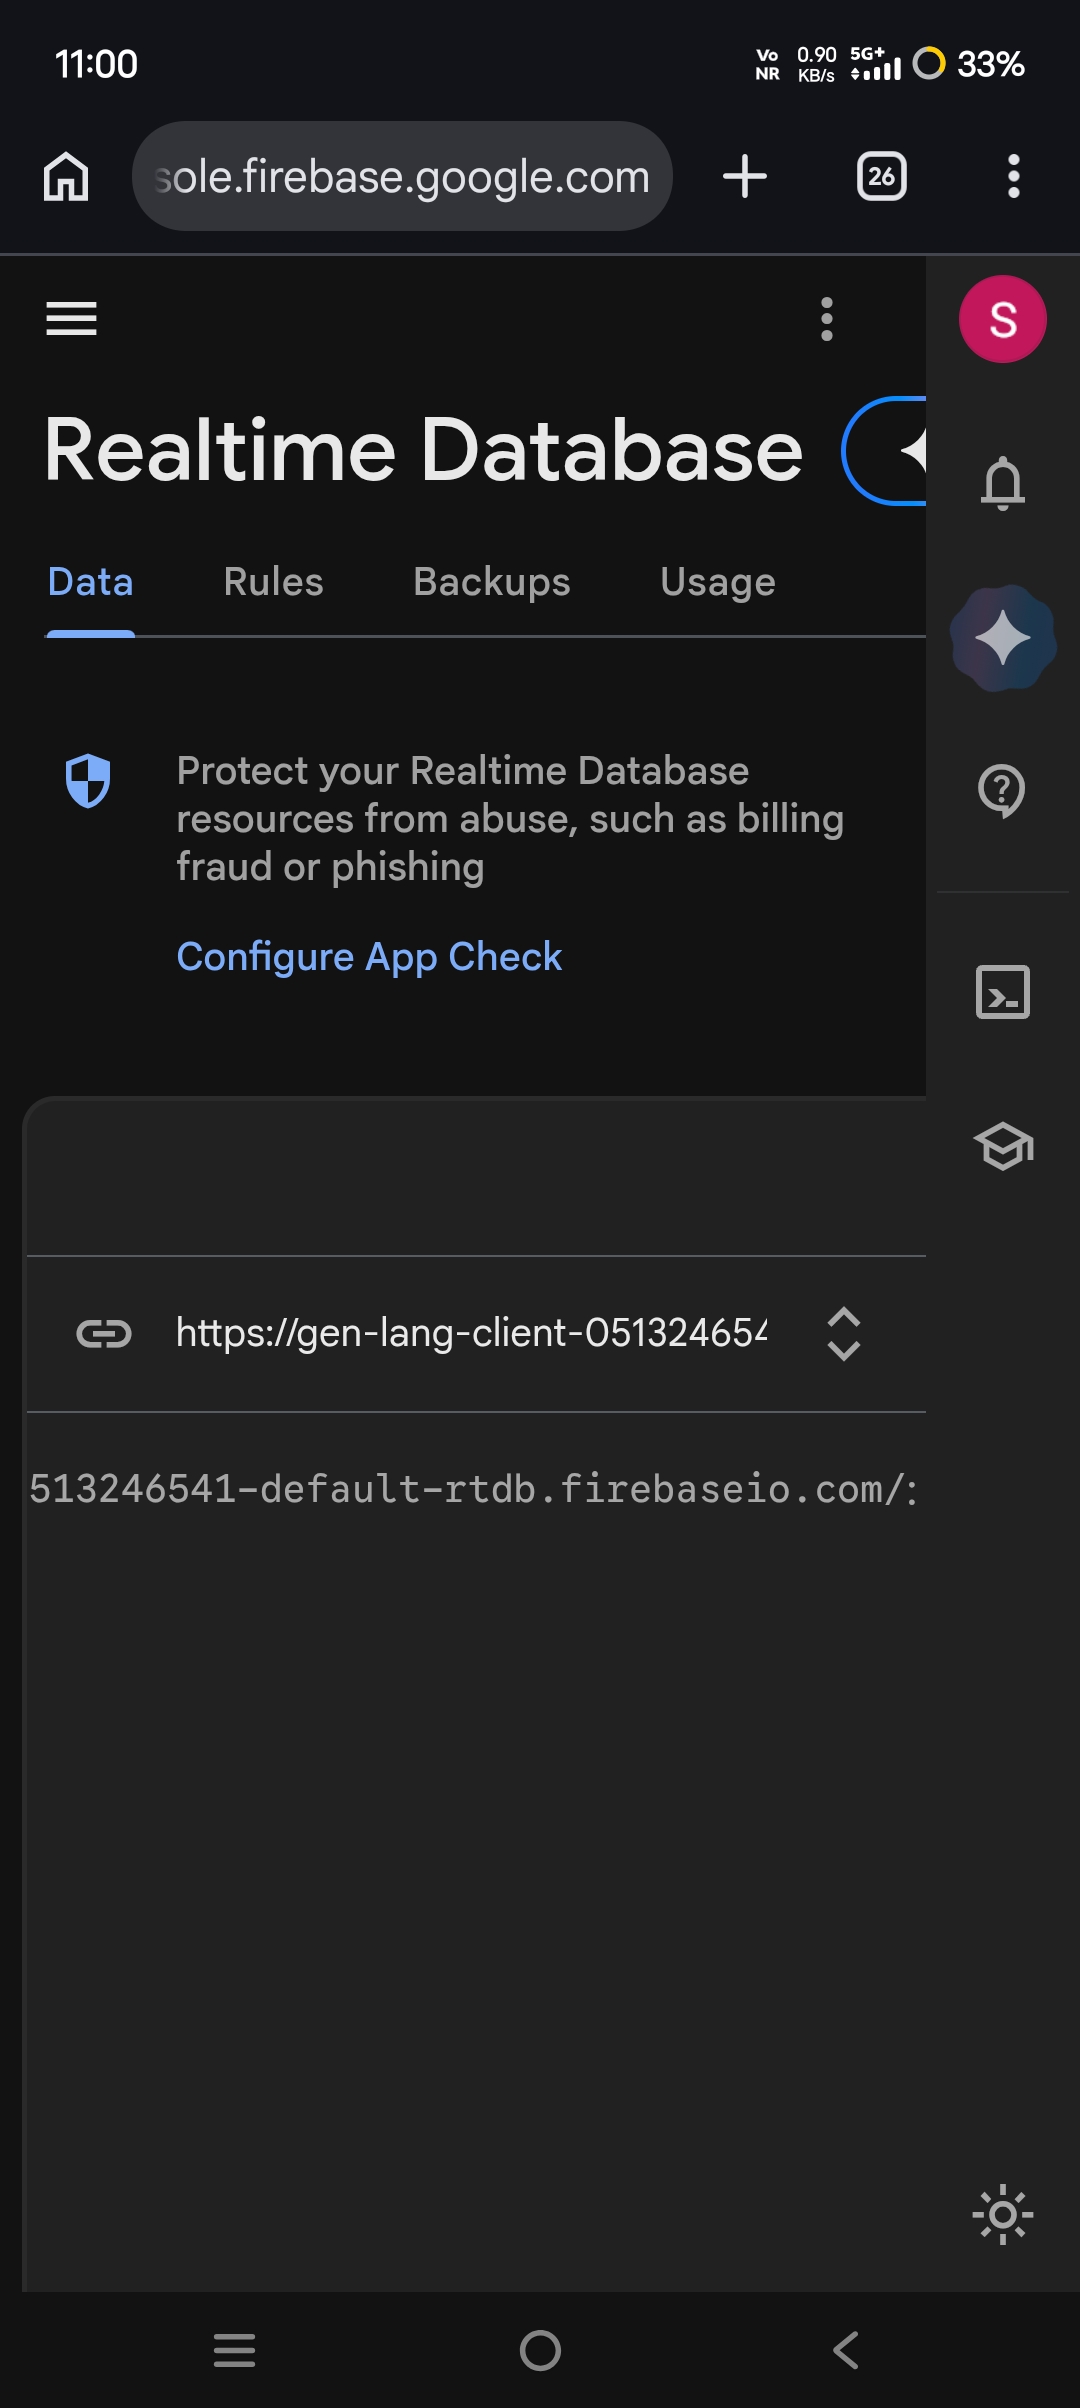 11:00
Vo NR 0.90 KB/s 5G+ 33%
sole.firebase.google.com
26
S
Realtime Database
Data Rules Backups Usage
Protect your Realtime Database
resources from abuse, such as billing
fraud or phishing
Configure App Check
https://gen-lang-client-051324654
513246541-default-rtdb.firebaseio.com/: